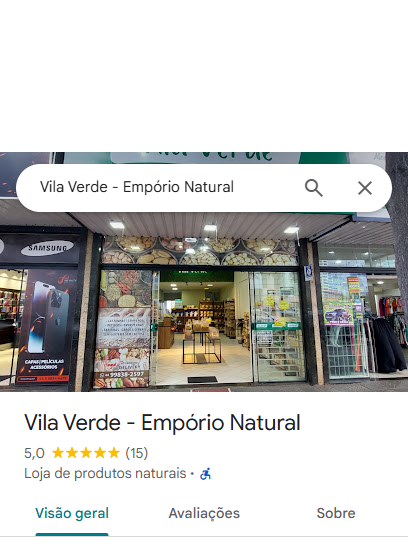 Vila Verde - Empório Natural
SAMSUNG
CAPAS|PELÍCULAS
ACESSÓRIOS
99838-2597
Vila Verde - Empório Natural
5,0 ★★★★★ (15)
Loja de produtos naturais ·
Visão geral
Avaliações
Sobre